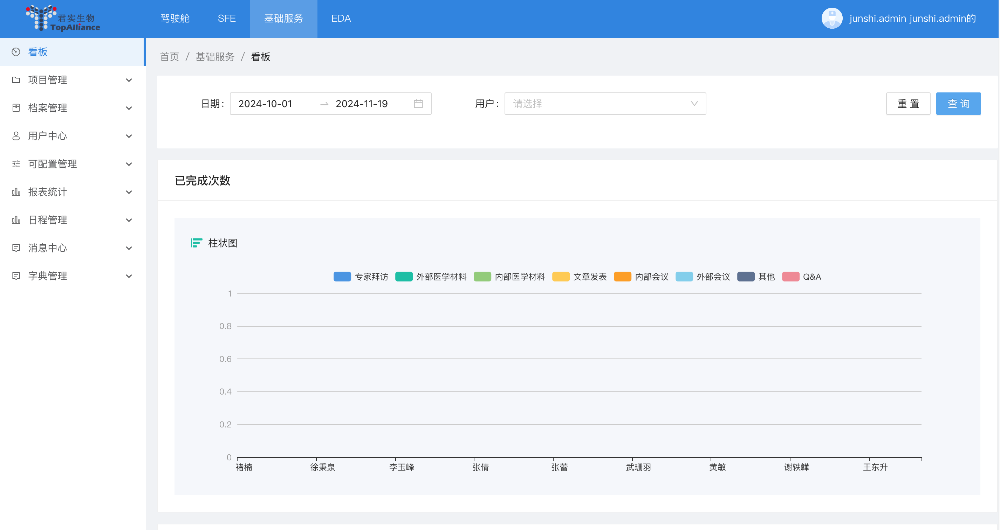 君实生物
TopAlliance
驾驶舱 SFE 基础服务 EDA
junshi.admin junshi.admin的
看板
项目管理
档案管理
用户中心
可配置管理
报表统计
日程管理
消息中心
字典管理
首页 / 基础服务 / 看板
日期: 2024-10-01 → 2024-11-19 用户: 请选择 重 置 查 询
已完成次数
柱状图
专家拜访 外部医学材料 内部医学材料 文章发表 内部会议 外部会议 其他 Q&A
1
0.8
0.6
0.4
0.2
0
褚楠 徐秉泉 李玉峰 张倩 张蕾 武珊羽 黄敏 谢轶韡 王东升